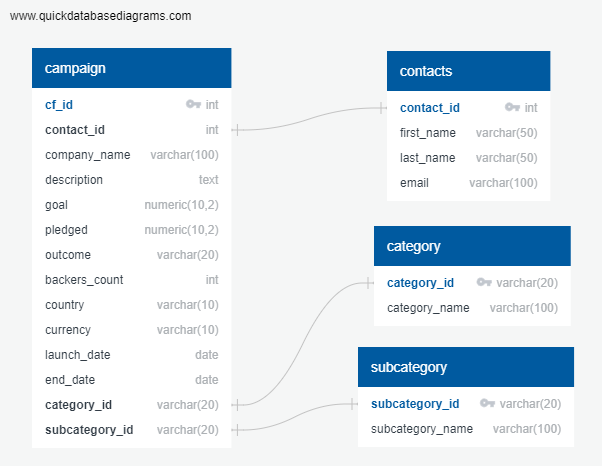 www.quickdatabasediagrams.com
campaign
cf_id int
contact_id int
company_name varchar(100)
description text
goal numeric(10,2)
pledged numeric(10,2)
outcome varchar(20)
backers_count int
country varchar(10)
currency varchar(10)
launch_date date
end_date date
category_id varchar(20)
subcategory_id varchar(20)
contacts
contact_id int
first_name varchar(50)
last_name varchar(50)
email varchar(100)
category
category_id varchar(20)
category_name varchar(100)
subcategory
subcategory_id varchar(20)
subcategory_name varchar(100)